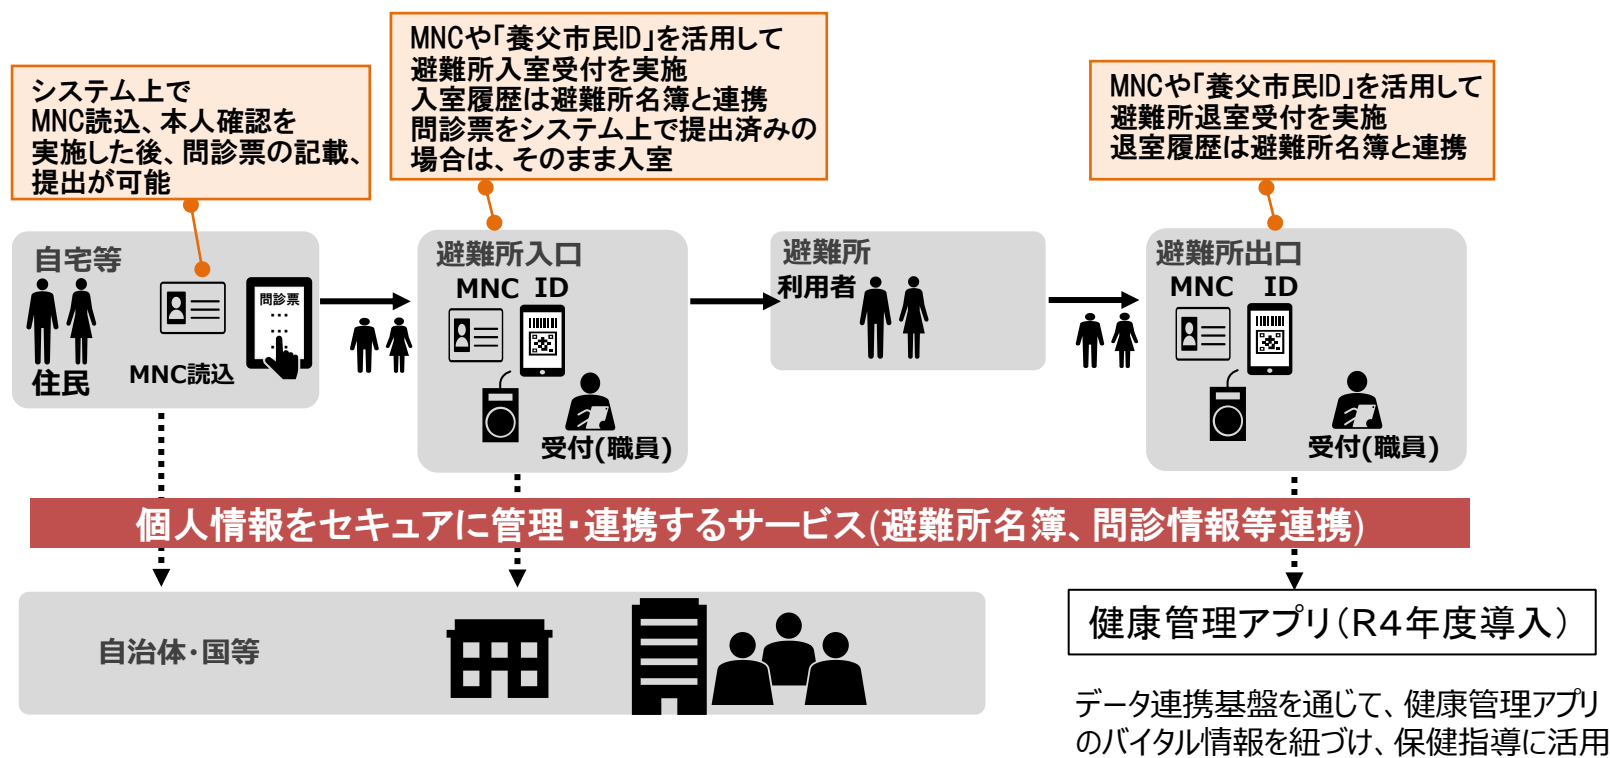 システム上で
MNC読込、本人確認を
実施した後、問診票の記載、
提出が可能
MNCや｢養父市民ID｣を活用して
避難所入室受付を実施
入室履歴は避難所名簿と連携
問診票をシステム上で提出済みの
場合は、そのまま入室
MNCや｢養父市民ID｣を活用して
避難所退室受付を実施
退室履歴は避難所名簿と連携
自宅等
住民
MNC読込
問診票
避難所入口
MNC ID
受付(職員)
避難所
利用者
避難所出口
MNC ID
受付(職員)
個人情報をセキュアに管理・連携するサービス(避難所名簿、問診情報等連携)
自治体・国等
健康管理アプリ(R4年度導入)
データ連携基盤を通じて、健康管理アプリ
のバイタル情報を紐づけ、保健指導に活用